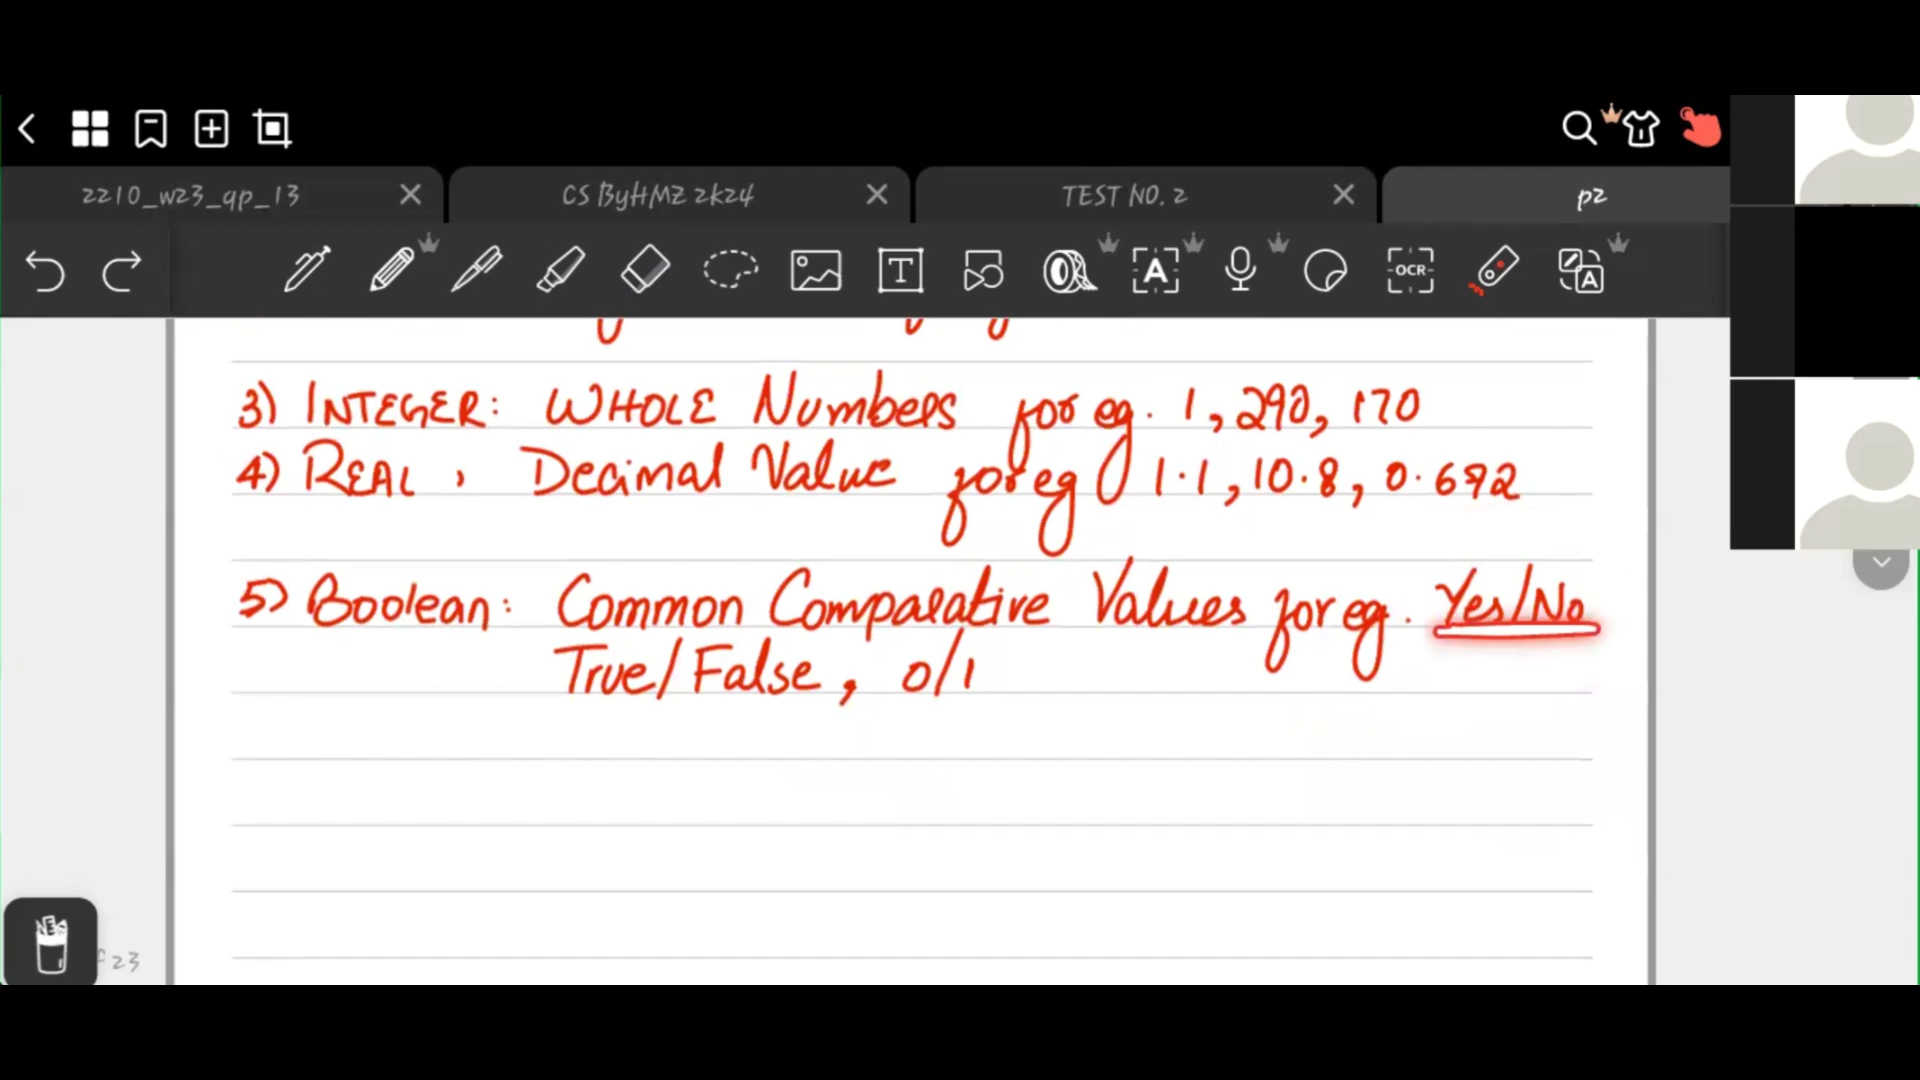 2210_w23_qp_13
CS ByHMZ 2k24
TEST NO. 2
p2
T
A
OCR
A
3) INTEGER: WHOLE Numbers for eg. 1, 290, 170
4) REAL , Decimal Value for eg 1.1, 10.8, 0.692
5) Boolean: Common Comparative Values for eg. Yes/No
True/False, 0/1
23